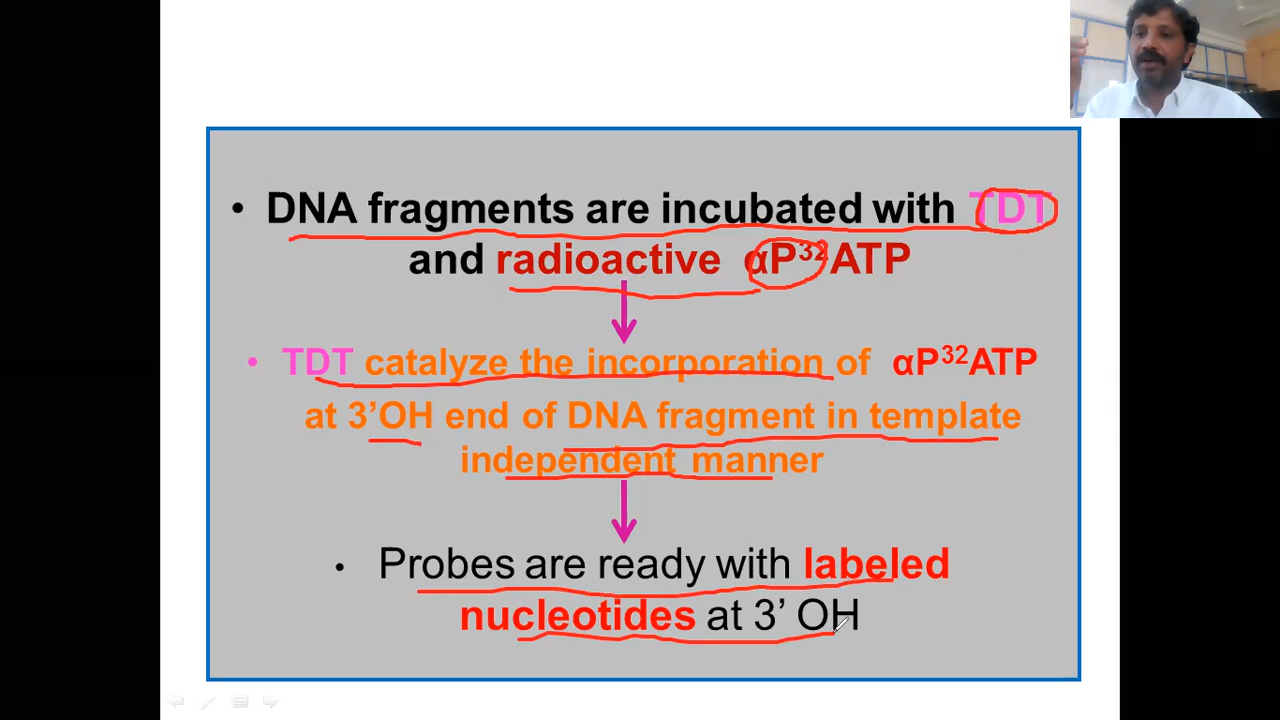 • DNA fragments are incubated with TDT
and radioactive αP³²ATP
• TDT catalyze the incorporation of αP³²ATP
at 3’OH end of DNA fragment in template
independent manner
• Probes are ready with labeled
nucleotides at 3’ OH